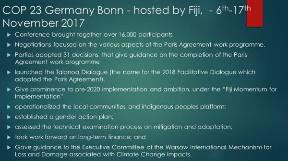 COP 23 Germany Bonn - hosted by Fiji, - 6th-17th
November 2017
Conference brought together over 16,000 participants
Negotiations focused on the various aspects of the Paris Agreement work programme.
Parties adopted 31 decisions, that give guidance on the completion of the Paris
Agreement work programme
launched the Talanoa Dialogue (the name for the 2018 Facilitative Dialogue which
adopted the Paris Agreement).
Give prominence to pre-2020 implementation and ambition, under the "Fiji Momentum for
Implementation"
operationalized the local communities and indigenous peoples platform;
established a gender action plan;
assessed the technical examination process on mitigation and adaptation;
took work forward on long-term finance; and
Gave guidance to the Executive Committee of the Warsaw International Mechanism for
Loss and Damage associated with Climate Change Impacts